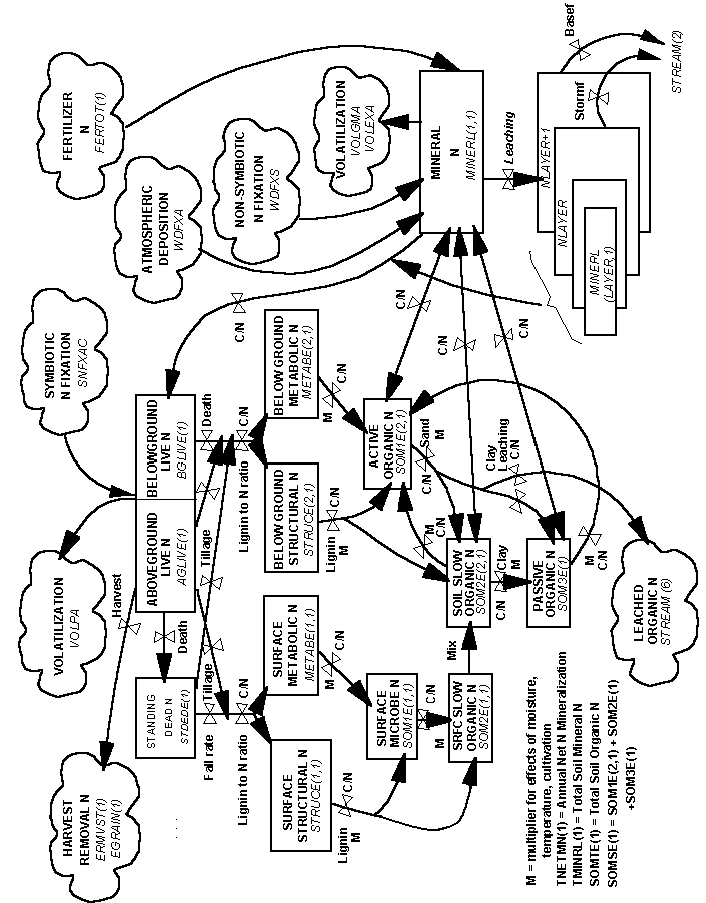 HARVEST
REMOVAL N
ERMVST(1)
EGRAIN(1)
VOLATILIZATION
VOLPA
SYMBIOTIC
N FIXATION
SNFXAC
ATMOSPHERIC
DEPOSITION
WDFXA
FERTILIZER
N
FERTOT(1)
NON-SYMBIOTIC
N FIXATION
WDFXS
VOLATILIZATION
VOLGMA
VOLEXA
Harvest
STANDING
DEAD N
STDEDE(1)
Death
ABOVEGROUND
LIVE N
AGLIVE(1)
BELOWGROUND
LIVE N
BGLIVE(1)
Fall rate
Tillage
Tillage
Death
C/N
Lignin to N ratio
C/N
Lignin to N ratio
C/N
SURFACE
STRUCTURAL N
STRUCE(1,1)
SURFACE
METABOLIC N
METABE(1,1)
BELOW GROUND
STRUCTURAL N
STRUCE(2,1)
BELOW GROUND
METABOLIC N
METABE(2,1)
Lignin
M
C/N
M
C/N
Lignin
M
C/N
M
C/N
SURFACE
MICROBE N
SOM1E(1,1)
ACTIVE
ORGANIC N
SOM1E(2,1)
C/N
MINERAL
N
MINERL(1,1)
M
C/N
C/N
Sand
M
M
C/N
C/N
SRFC SLOW
ORGANIC N
SOM2E(1,1)
Mix
SOIL SLOW
ORGANIC N
SOM2E(2,1)
C/N
Clay
M
Clay
Leaching
C/N
C/N
Leaching
PASSIVE
ORGANIC N
SOM3E(1)
M
C/N
NLAYER+1
NLAYER
MINERL
(LAYER,1)
Stormf
Basef
STREAM(2)
LEACHED
ORGANIC N
STREAM (6)
M = multiplier for effects of moisture,
temperature, cultivation
TNETMN(1) = Annual Net N Mineralization
TMINRL(1) = Total Soil Mineral N
SOMTE(1) = Total Soil Organic N
SOMSE(1) = SOM1E(2,1) + SOM2E(1)
+SOM3E(1)